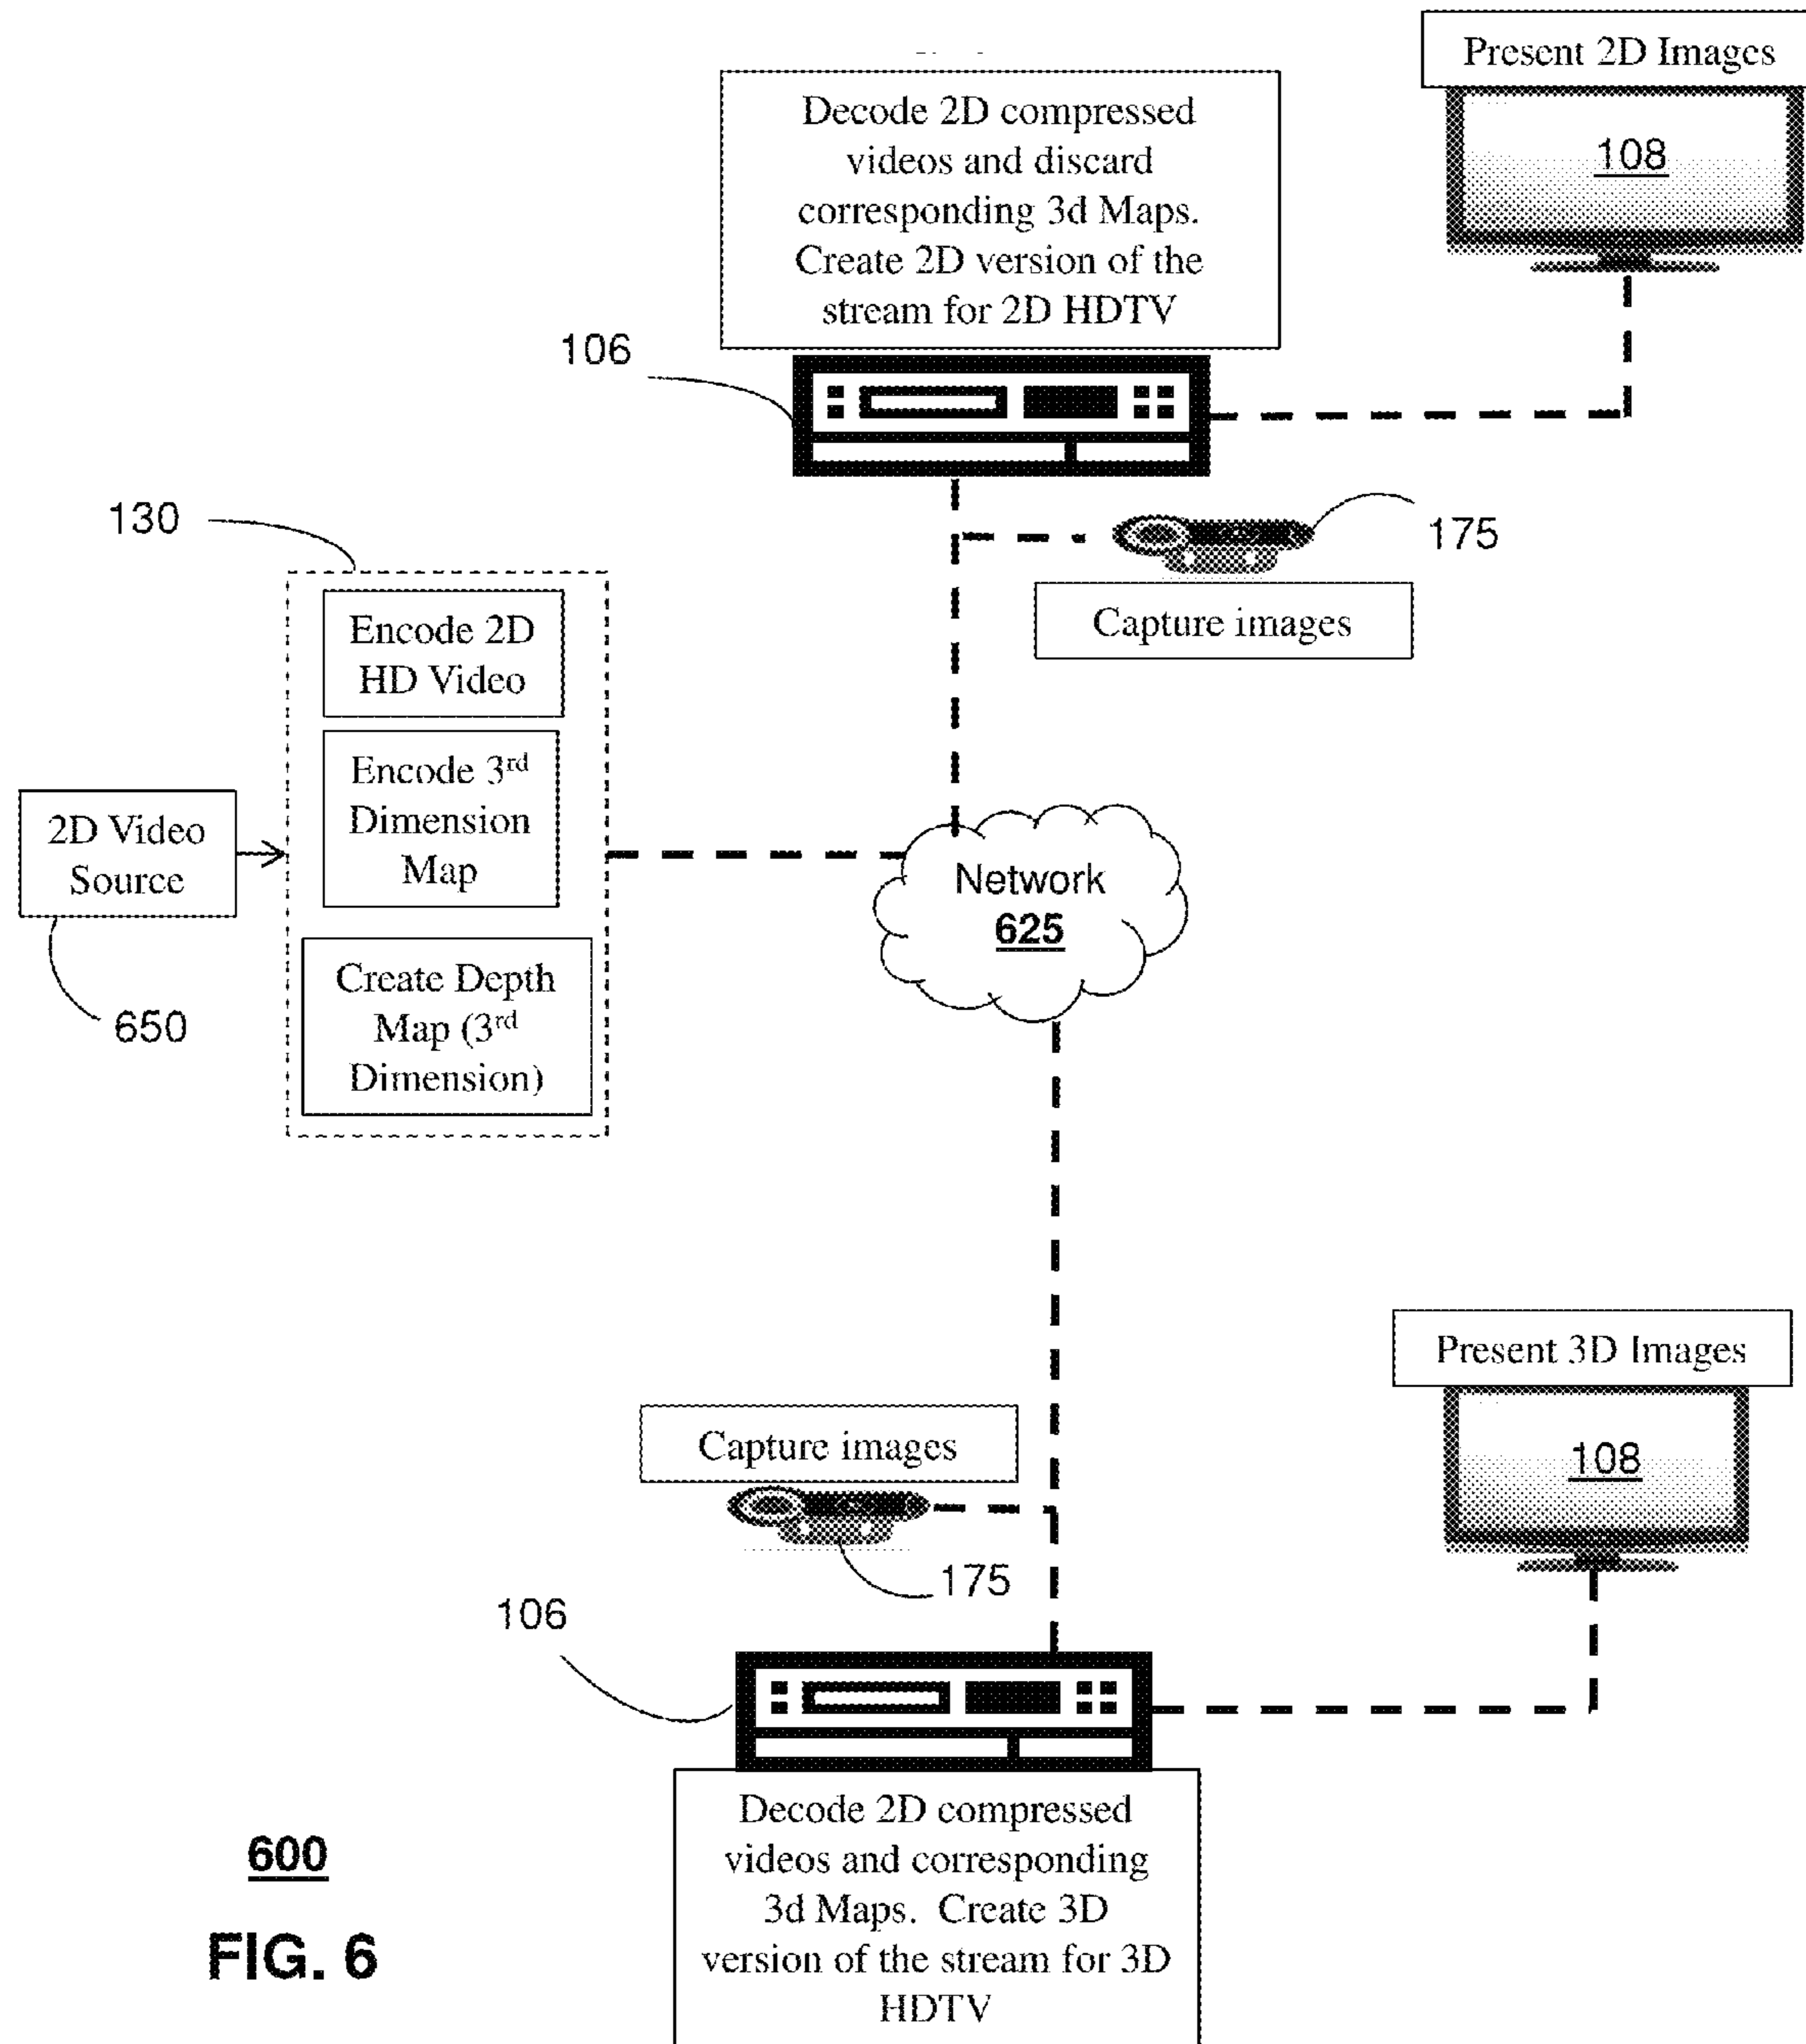 Present 2D Images
108
Decode 2D compressed
videos and discard
corresponding 3d Maps.
Create 2D version of the
stream for 2D HDTV
106
175
Capture images
130
Encode 2D
HD Video
Encode 3rd
Dimension
Map
Create Depth
Map (3rd
Dimension)
2D Video
Source
650
Network
625
Present 3D Images
108
Capture images
175
106
Decode 2D compressed
videos and corresponding
3d Maps. Create 3D
version of the stream for 3D
HDTV
600
FIG. 6